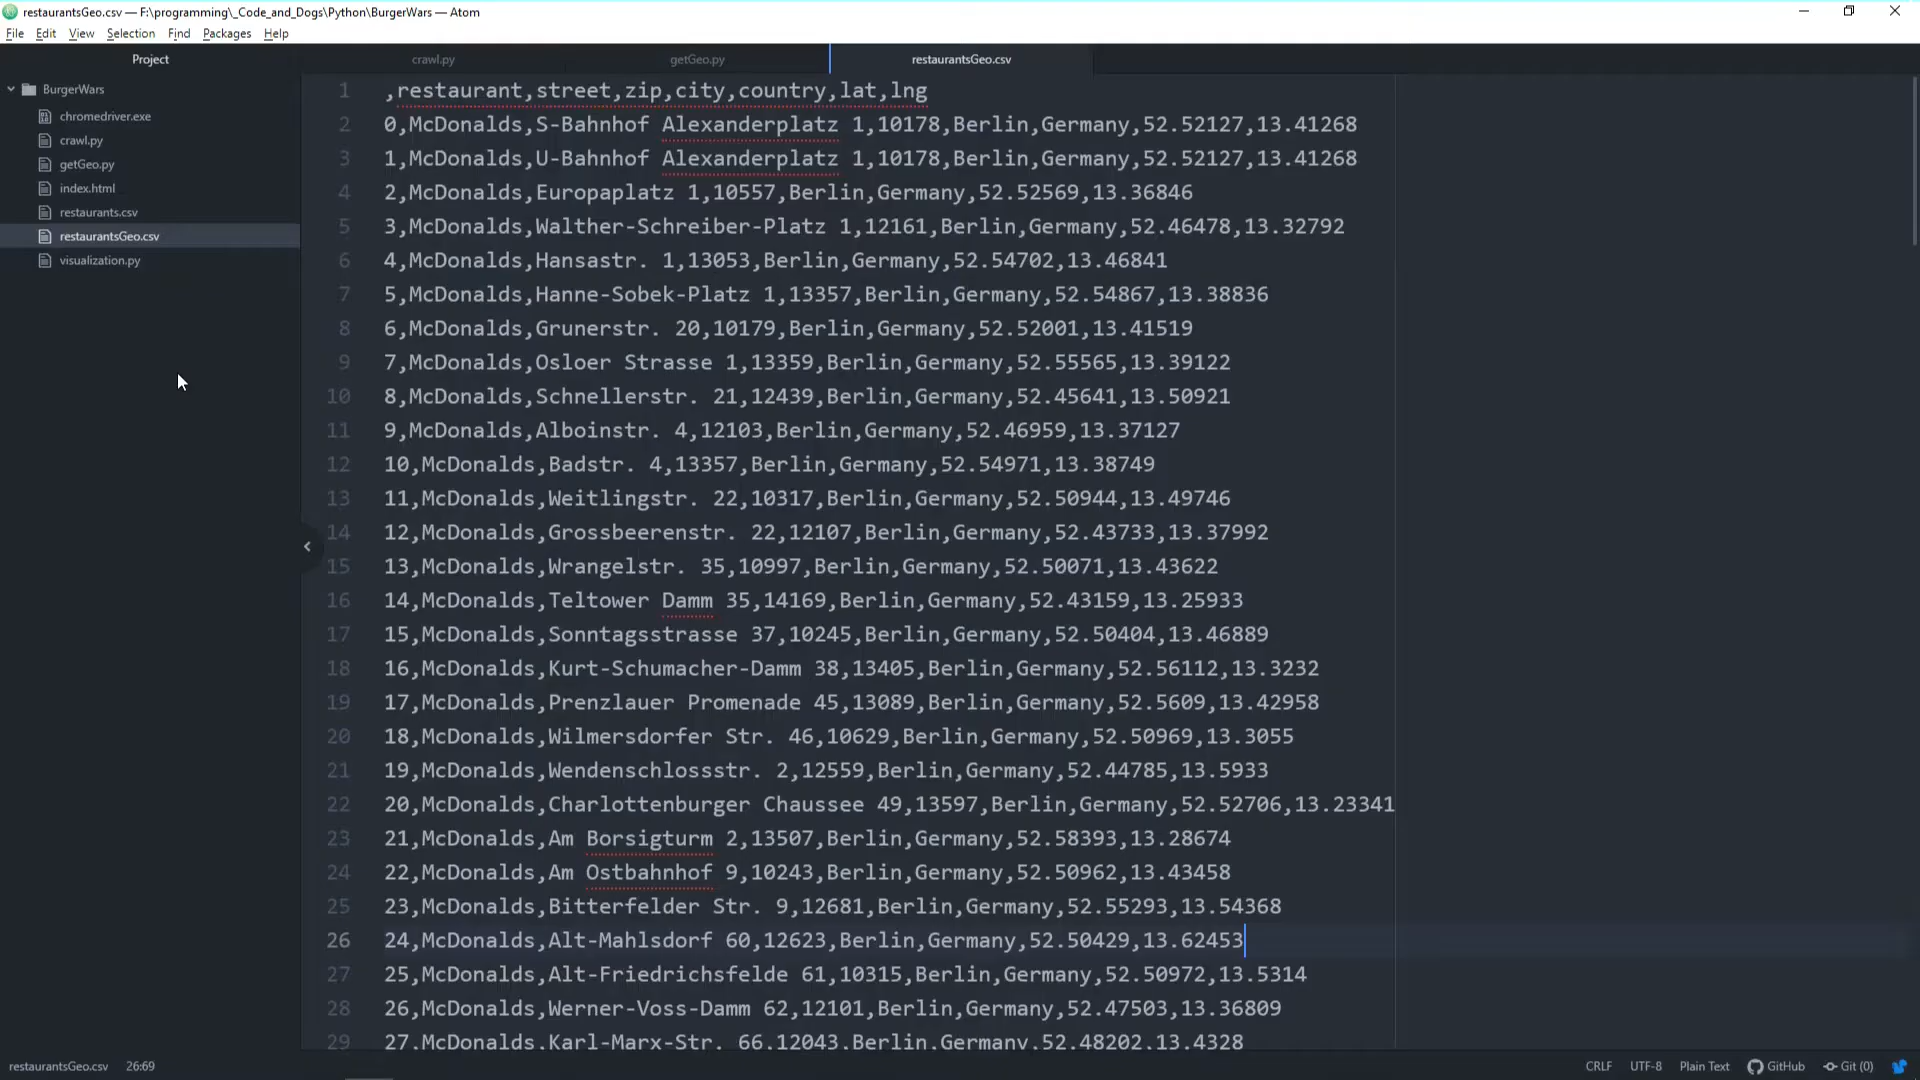 restaurantsGeo.csv — F:\programming\_Code_and_Dogs\Python\BurgerWars — Atom
File Edit View Selection Find Packages Help
Project
crawl.py getGeo.py restaurantsGeo.csv
BurgerWars
chromedriver.exe
crawl.py
getGeo.py
index.html
restaurants.csv
restaurantsGeo.csv
visualization.py
1 ,restaurant,street,zip,city,country,lat,lng
2 0,McDonalds,S-Bahnhof Alexanderplatz 1,10178,Berlin,Germany,52.52127,13.41268
3 1,McDonalds,U-Bahnhof Alexanderplatz 1,10178,Berlin,Germany,52.52127,13.41268
4 2,McDonalds,Europaplatz 1,10557,Berlin,Germany,52.52569,13.36846
5 3,McDonalds,Walther-Schreiber-Platz 1,12161,Berlin,Germany,52.46478,13.32792
6 4,McDonalds,Hansastr. 1,13053,Berlin,Germany,52.54702,13.46841
7 5,McDonalds,Hanne-Sobek-Platz 1,13357,Berlin,Germany,52.54867,13.38836
8 6,McDonalds,Grunerstr. 20,10179,Berlin,Germany,52.52001,13.41519
9 7,McDonalds,Osloer Strasse 1,13359,Berlin,Germany,52.55565,13.39122
10 8,McDonalds,Schnellerstr. 21,12439,Berlin,Germany,52.45641,13.50921
11 9,McDonalds,Alboinstr. 4,12103,Berlin,Germany,52.46959,13.37127
12 10,McDonalds,Badstr. 4,13357,Berlin,Germany,52.54971,13.38749
13 11,McDonalds,Weitlingstr. 22,10317,Berlin,Germany,52.50944,13.49746
14 12,McDonalds,Grossbeerenstr. 22,12107,Berlin,Germany,52.43733,13.37992
15 13,McDonalds,Wrangelstr. 35,10997,Berlin,Germany,52.50071,13.43622
16 14,McDonalds,Teltower Damm 35,14169,Berlin,Germany,52.43159,13.25933
17 15,McDonalds,Sonntagsstrasse 37,10245,Berlin,Germany,52.50404,13.46889
18 16,McDonalds,Kurt-Schumacher-Damm 38,13405,Berlin,Germany,52.56112,13.3232
19 17,McDonalds,Prenzlauer Promenade 45,13089,Berlin,Germany,52.5609,13.42958
20 18,McDonalds,Wilmersdorfer Str. 46,10629,Berlin,Germany,52.50969,13.3055
21 19,McDonalds,Wendenschlossstr. 2,12559,Berlin,Germany,52.44785,13.5933
22 20,McDonalds,Charlottenburger Chaussee 49,13597,Berlin,Germany,52.52706,13.23341
23 21,McDonalds,Am Borsigturm 2,13507,Berlin,Germany,52.58393,13.28674
24 22,McDonalds,Am Ostbahnhof 9,10243,Berlin,Germany,52.50962,13.43458
25 23,McDonalds,Bitterfelder Str. 9,12681,Berlin,Germany,52.55293,13.54368
26 24,McDonalds,Alt-Mahlsdorf 60,12623,Berlin,Germany,52.50429,13.62453
27 25,McDonalds,Alt-Friedrichsfelde 61,10315,Berlin,Germany,52.50972,13.5314
28 26,McDonalds,Werner-Voss-Damm 62,12101,Berlin,Germany,52.47503,13.36809
29 27,McDonalds,Karl-Marx-Str. 66,12043,Berlin,Germany,52.48202,13.4328
restaurantsGeo.csv 26:69 CRLF UTF-8 Plain Text GitHub Git (0)